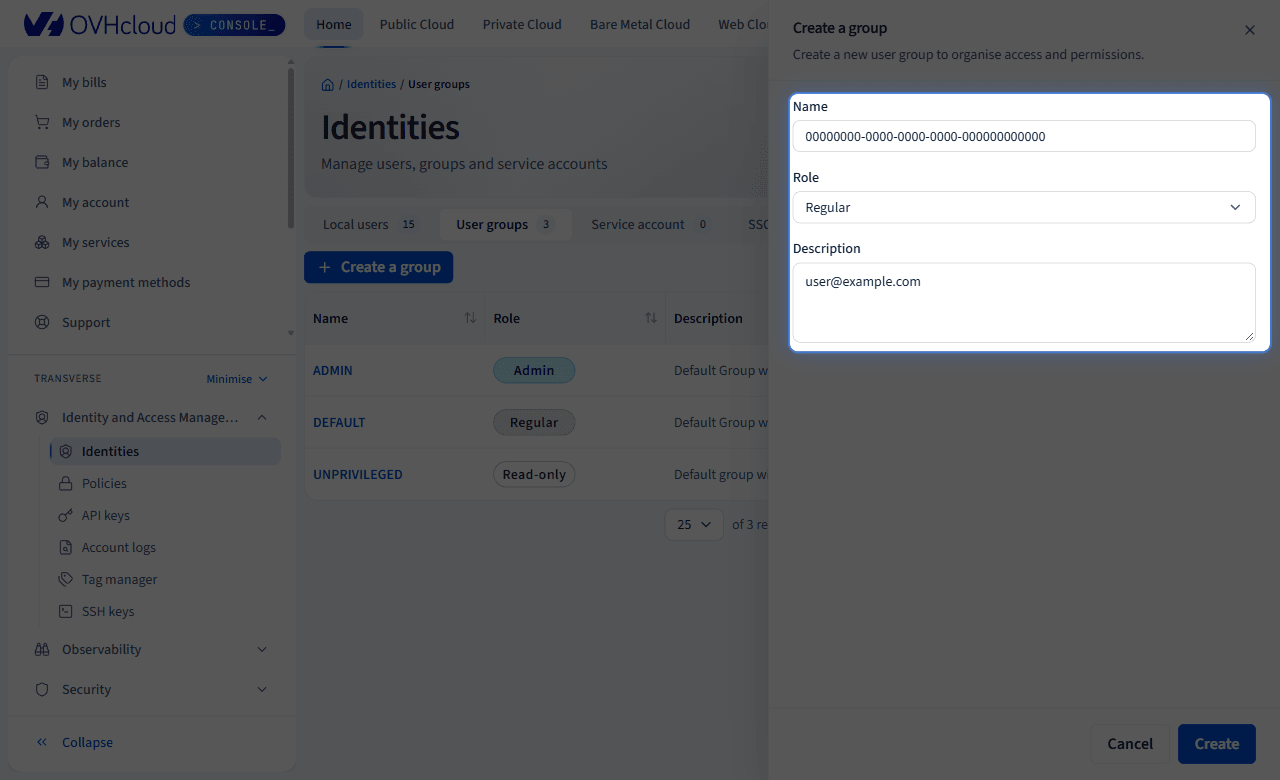 OVHcloud
> CONSOLE_
Home
Public Cloud
Private Cloud
Bare Metal Cloud
My bills
My orders
My balance
My account
My services
My payment methods
Support
TRANSVERSE
Minimise
Identity and Access Manage...
Identities
Policies
API keys
Account logs
Tag manager
SSH keys
Observability
Security
Collapse
/ Identities / User groups
Identities
Manage users, groups and service accounts
Local users 15
User groups 3
Service account 0
+ Create a group
Name Role Description
ADMIN Admin Default Group
DEFAULT Regular Default Group
UNPRIVILEGED Read-only Default group
25 of 3
Create a group
Create a new user group to organise access and permissions.
Name
00000000-0000-0000-0000-000000000000
Role
Regular
Description
user@example.com
Cancel
Create